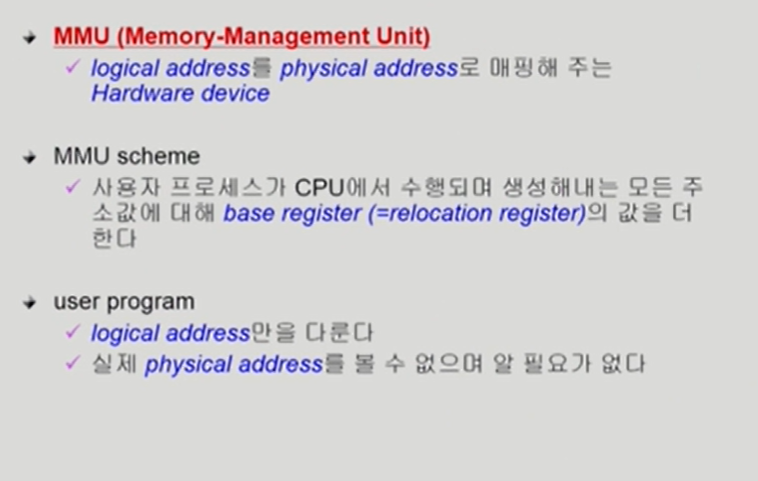 MMU (Memory-Management Unit)
logical address를 physical address로 매핑해 주는
Hardware device
MMU scheme
사용자 프로세스가 CPU에서 수행되며 생성해내는 모든 주
소값에 대해 base register (=relocation register)의 값을 더
한다
user program
logical address만을 다룬다
실제 physical address를 볼 수 없으며 알 필요가 없다